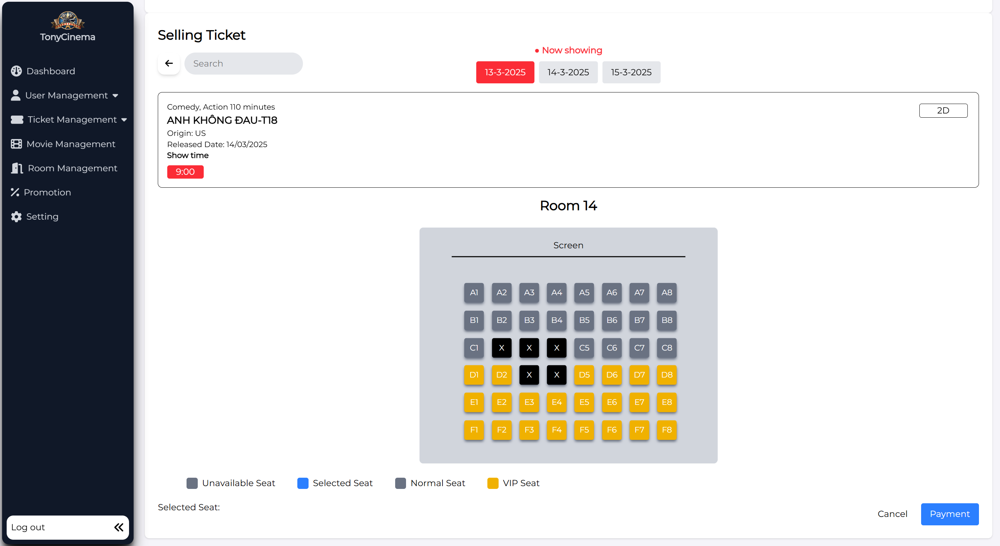 TonyCinema
Dashboard
User Management
Ticket Management
Movie Management
Room Management
Promotion
Setting
Log out
Selling Ticket
Search
Now showing
13-3-2025 14-3-2025 15-3-2025
Comedy, Action 110 minutes
2D
ANH KHÔNG ĐAU-T18
Origin: US
Released Date: 14/03/2025
Show time
9:00
Room 14
Screen
A1 A2 A3 A4 A5 A6 A7 A8
B1 B2 B3 B4 B5 B6 B7 B8
C1 X X X C5 C6 C7 C8
D1 D2 X X D5 D6 D7 D8
E1 E2 E3 E4 E5 E6 E7 E8
F1 F2 F3 F4 F5 F6 F7 F8
Unavailable Seat Selected Seat Normal Seat VIP Seat
Selected Seat:
Cancel Payment